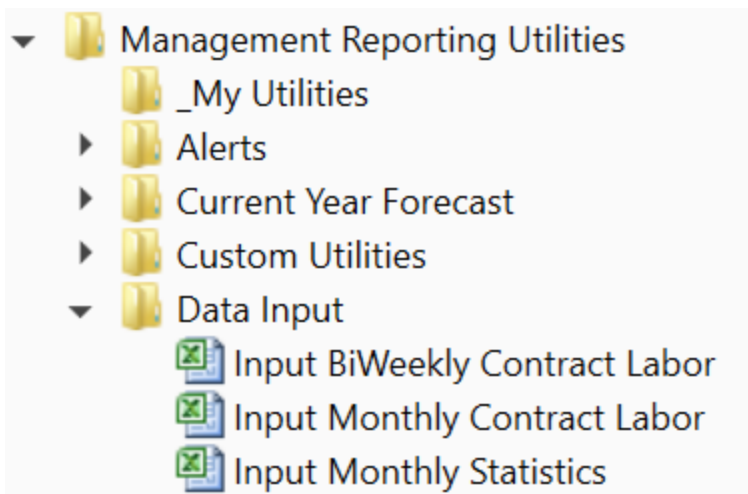 Management Reporting Utilities
_My Utilities
Alerts
Current Year Forecast
Custom Utilities
Data Input
Input BiWeekly Contract Labor
Input Monthly Contract Labor
Input Monthly Statistics